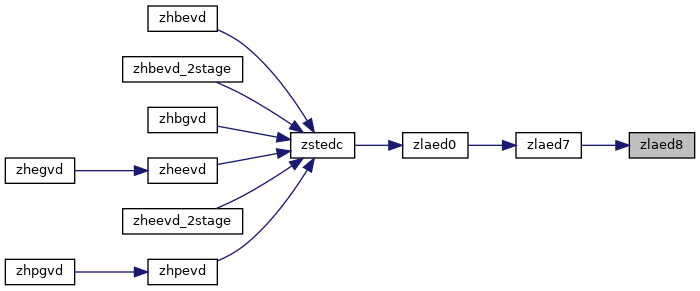 zhbevd
zhbevd_2stage
zhbgvd
zstedc
zlaed0
zlaed7
zlaed8
zhegvd
zheevd
zheevd_2stage
zhpgvd
zhpevd